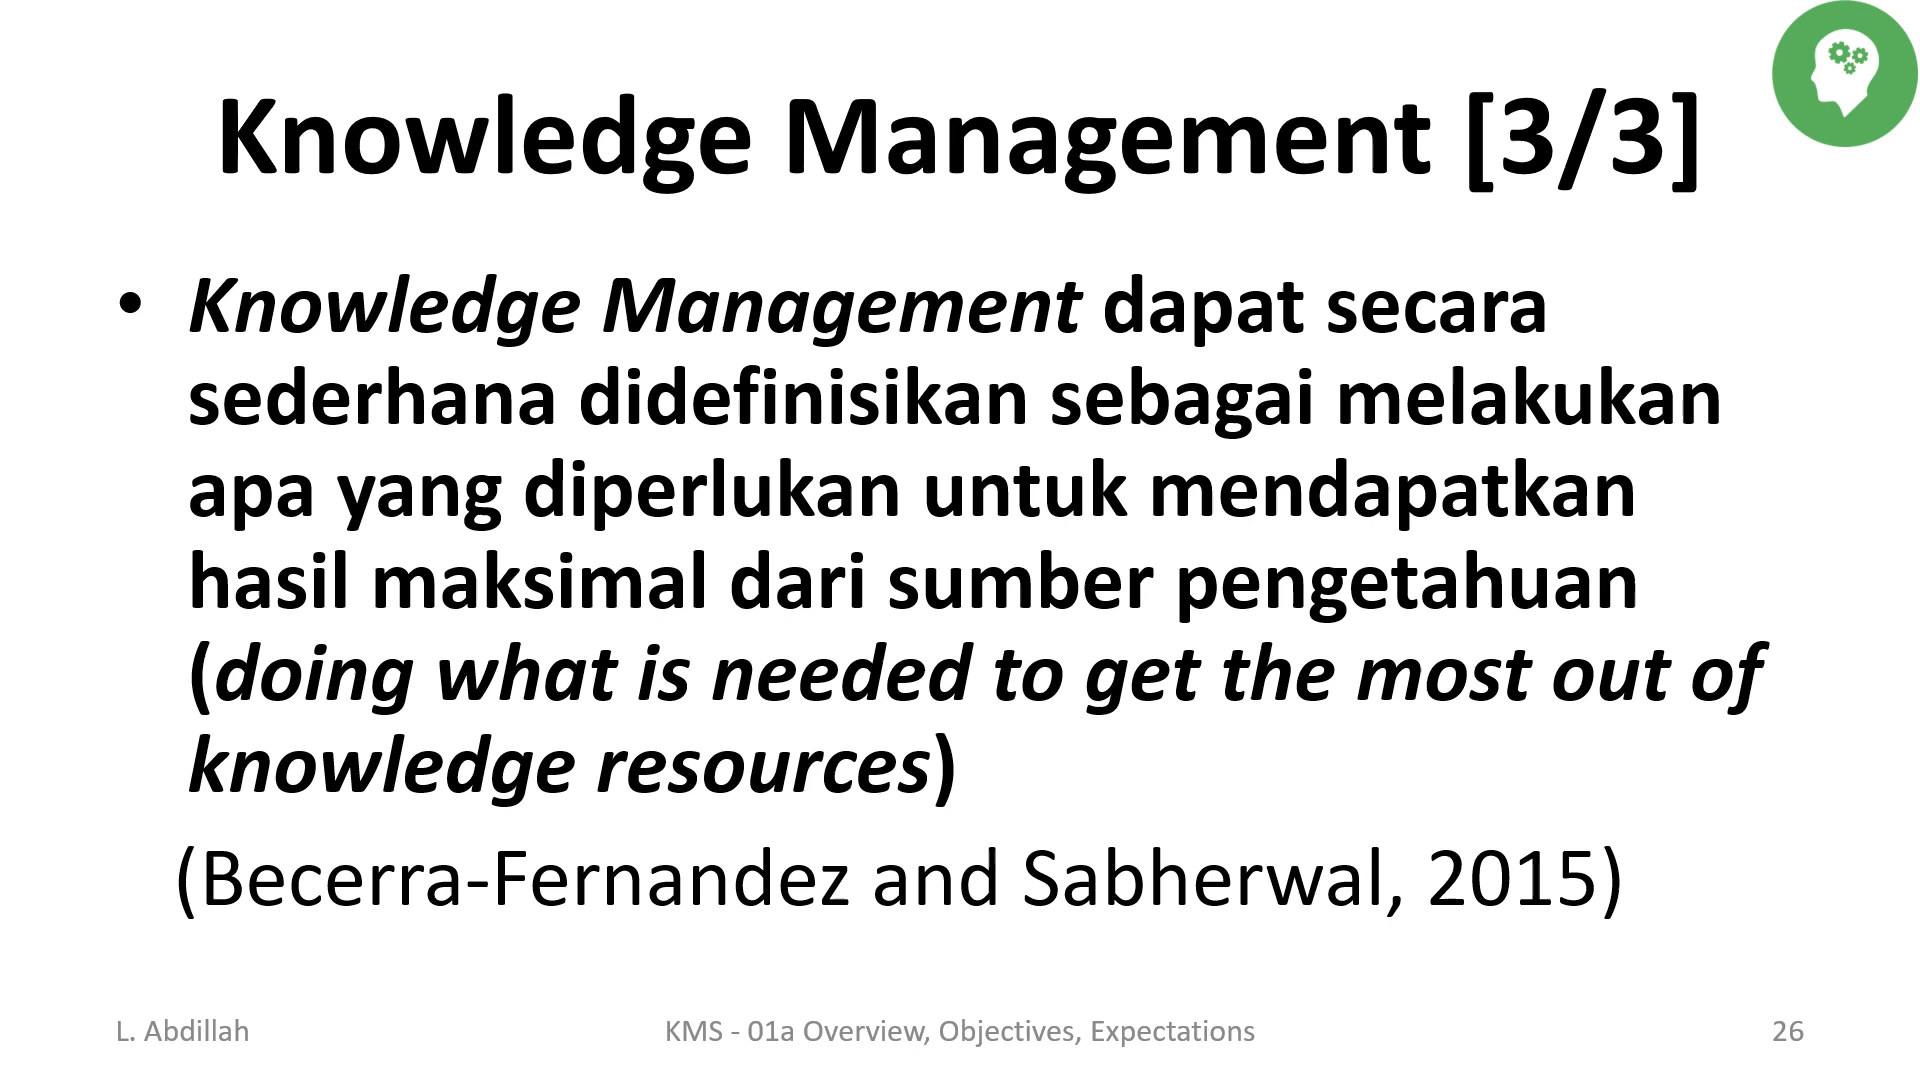 Knowledge Management [3/3]
• Knowledge Management dapat secara
sederhana didefinisikan sebagai melakukan
apa yang diperlukan untuk mendapatkan
hasil maksimal dari sumber pengetahuan
(doing what is needed to get the most out of
knowledge resources)
(Becerra-Fernandez and Sabherwal, 2015)
L. Abdillah
KMS - 01a Overview, Objectives, Expectations
26